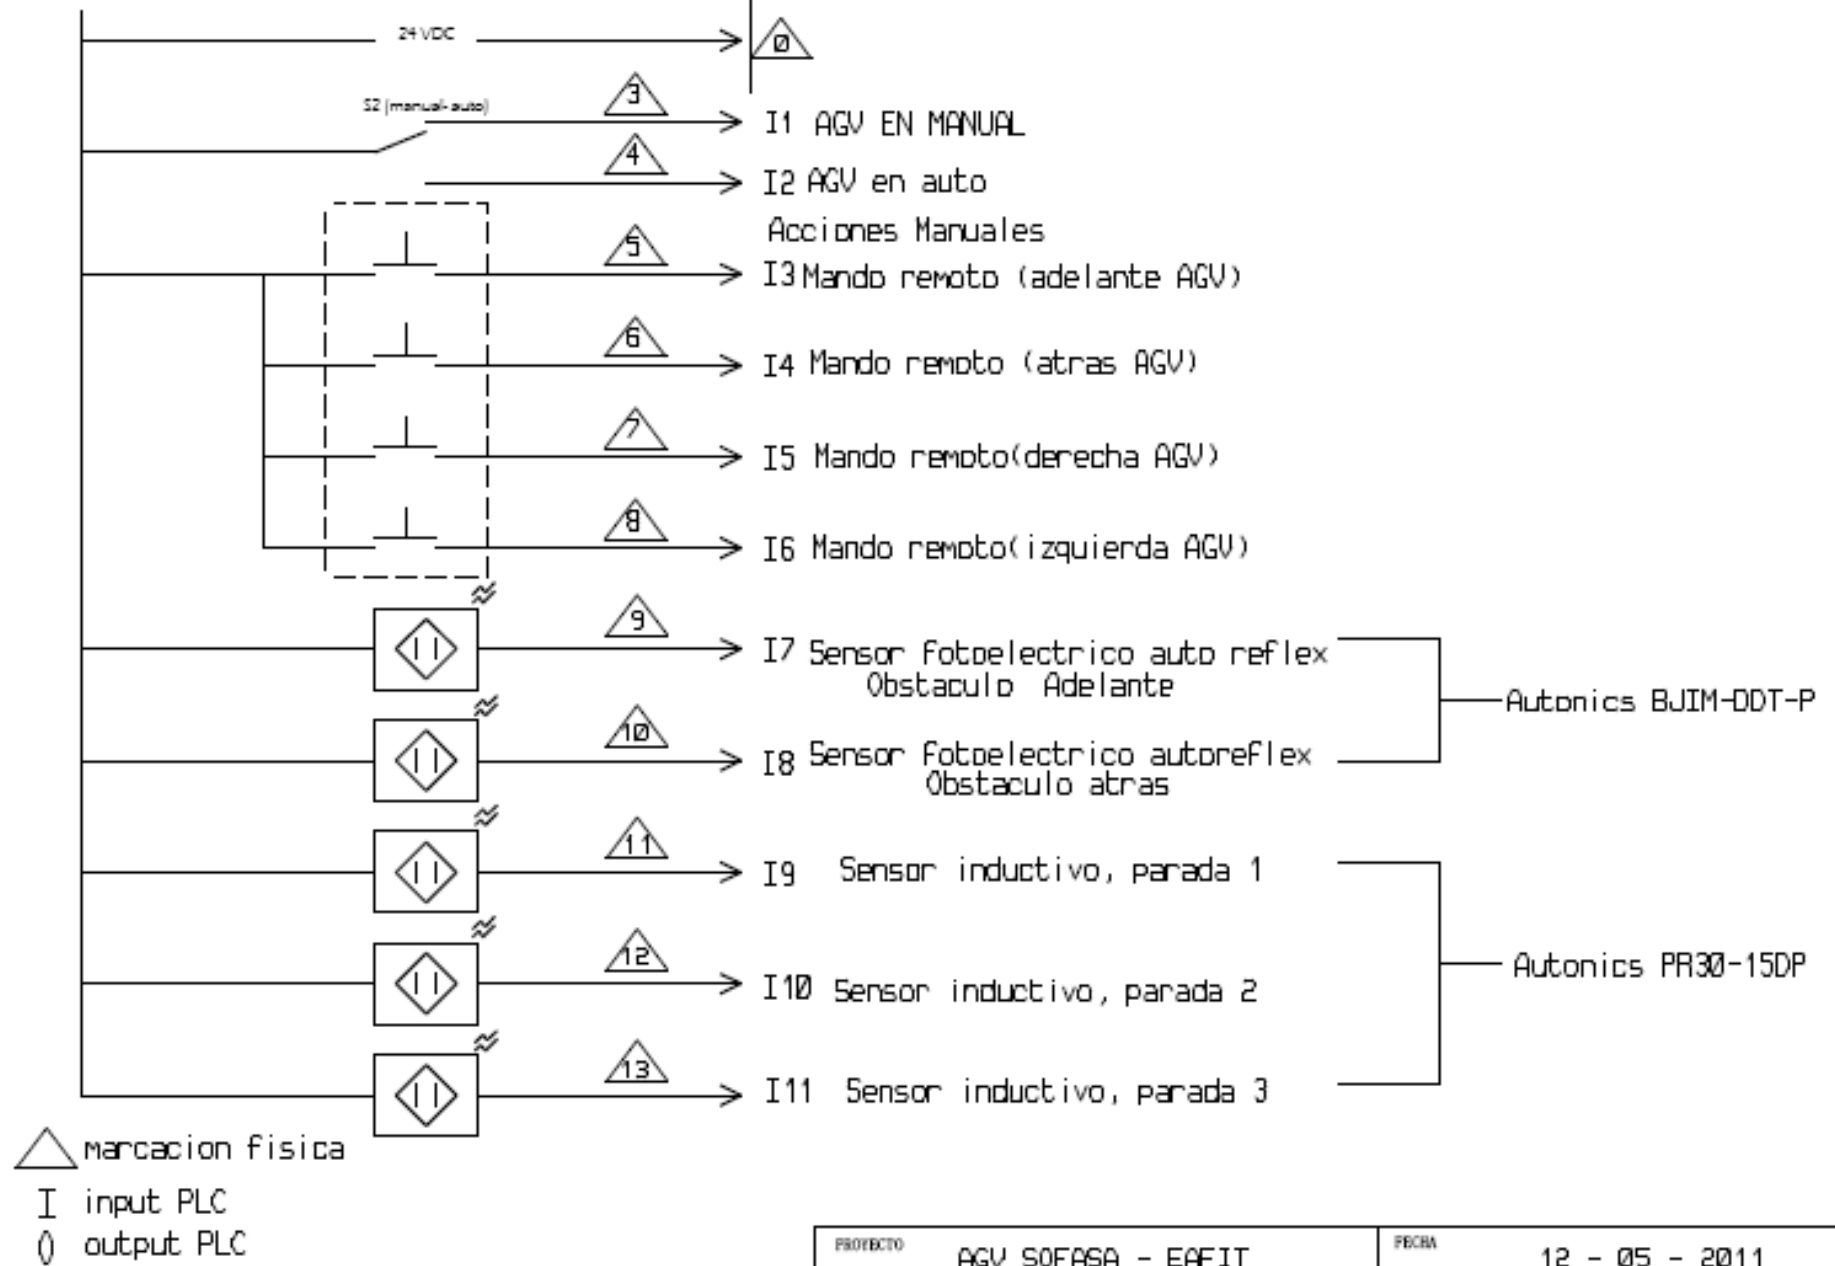 24 VDC
0
S2 (manual-auto)
3
I1 AGV EN MANUAL
4
I2 AGV en auto
Acciones Manuales
5
I3 Mando remoto (adelante AGV)
6
I4 Mando remoto (atras AGV)
7
I5 Mando remoto(derecha AGV)
8
I6 Mando remoto(izquierda AGV)
9
I7 Sensor fotoelectrico auto reflex
Obstaculo Adelante
Autonics BJIM-DDT-P
10
I8 Sensor fotoelectrico autoreflex
Obstaculo atras
11
I9 Sensor inductivo, parada 1
12
I10 Sensor inductivo, parada 2
Autonics PR30-15DP
13
I11 Sensor inductivo, parada 3
marcacion fisica
I input PLC
O output PLC
PROYECTO
AGV SOFASA - EAFIT
FECHA
12 - 05 - 2011